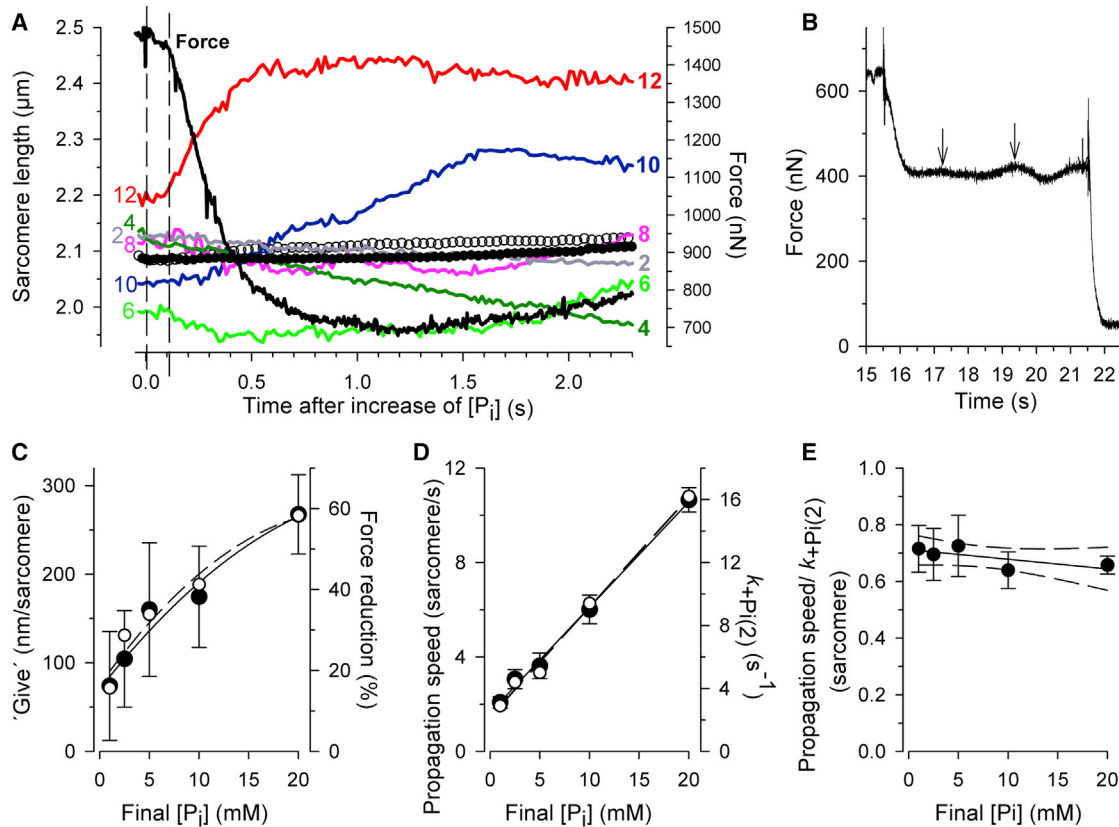 A
Sarcomere length (μm)
2.5
2.4
2.3
2.2
2.1
2.0
Force
12
12
10
10
4
2
8
8
2
6
6
4
1500
1400
1300
1200
1100
1000
900
800
700
Force (nN)
0.0 0.5 1.0 1.5 2.0
Time after increase of [Pi] (s)
B
Force (nN)
600
400
200
0
15 16 17 18 19 20 21 22
Time (s)
C
´Give´ (nm/sarcomere)
300
200
100
0
60
40
20
0
Force reduction (%)
0 5 10 15 20
Final [Pi] (mM)
D
Propagation speed (sarcomere/s)
12
8
4
0
16
12
8
4
0
k+Pi(2) (s-1)
0 5 10 15 20
Final [Pi] (mM)
E
Propagation speed/ k+Pi(2)
(sarcomere)
1.0
0.8
0.6
0.4
0.2
0.0
0 5 10 15 20
Final [Pi] (mM)